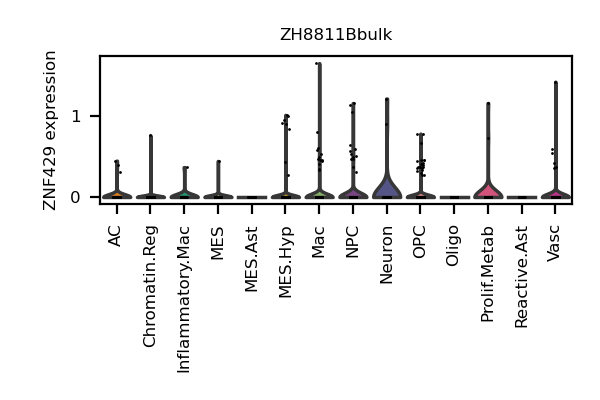 ZH8811Bbulk
ZNF429 expression
1
0
AC
Chromatin.Reg
Inflammatory.Mac
MES
MES.Ast
MES.Hyp
Mac
NPC
Neuron
OPC
Oligo
Prolif.Metab
Reactive.Ast
Vasc